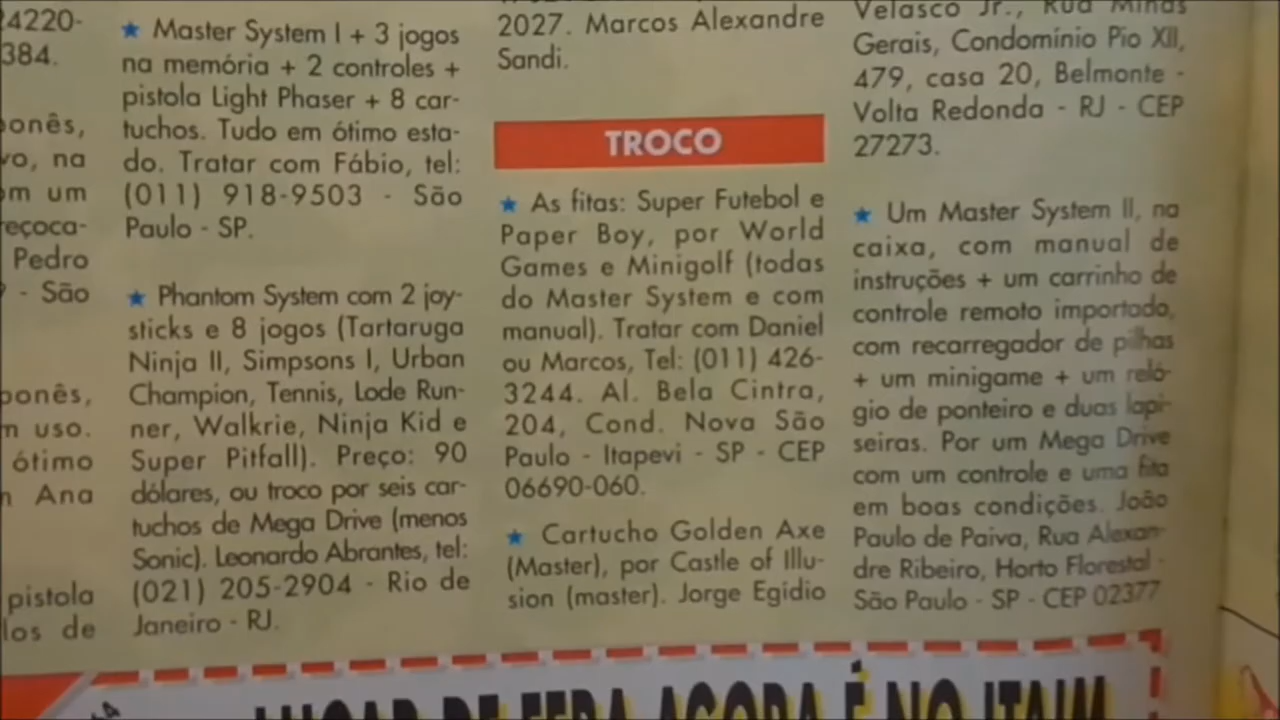 24220-
384.
ponês,
vo, na
om um
reçoca-
Pedro
- São
ponês,
m uso.
ótimo
Ana
pistola
los de
★ Master System I + 3 jogos
na memória + 2 controles +
pistola Light Phaser + 8 car-
tuchos. Tudo em ótimo esta-
do. Tratar com Fábio, tel:
(011) 918-9503 - São
Paulo - SP.
★ Phantom System com 2 joy-
sticks e 8 jogos (Tartaruga
Ninja II, Simpsons I, Urban
Champion, Tennis, Lode Run-
ner, Walkrie, Ninja Kid e
Super Pitfall). Preço: 90
dólares, ou troco por seis car-
tuchos de Mega Drive (menos
Sonic). Leonardo Abrantes, tel:
(021) 205-2904 - Rio de
Janeiro - RJ.
2027. Marcos Alexandre
Sandi.
TROCO
★ As fitas: Super Futebol e
Paper Boy, por World
Games e Minigolf (todas
do Master System e com
manual). Tratar com Daniel
ou Marcos, Tel: (011) 426-
3244. Al. Bela Cintra,
204, Cond. Nova São
Paulo - Itapevi - SP - CEP
06690-060.
★ Cartucho Golden Axe
(Master), por Castle of Illu-
sion (master). Jorge Egídio
Velasco Jr., Rua Minas
Gerais, Condomínio Pio XII,
479, casa 20, Belmonte -
Volta Redonda - RJ - CEP
27273.
★ Um Master System II, na
caixa, com manual de
instruções + um carrinho de
controle remoto importado,
com recarregador de pilhas
+ um minigame + um reló-
gio de ponteiro e duas lapi-
seiras. Por um Mega Drive
com um controle e uma fita
em boas condições. João
Paulo de Paiva, Rua Alexan-
dre Ribeiro, Horto Florestal -
São Paulo - SP - CEP 02377
LUGAR DE FERA AGORA É NO ITAIM